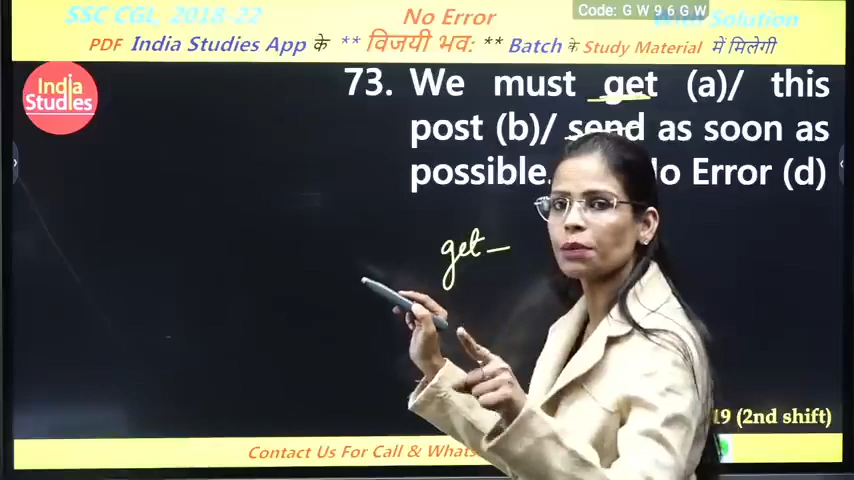 Code: G W 9 6 G W
SSC CGL, 2018-22 No Error With Solution
PDF India Studies App के ** विजयी भव: ** Batch के Study Material में मिलेगी
India
Studies
73. We must get (a)/ this
post (b)/ send as soon as
possible. No Error (d)
get –
19 (2nd shift)
Contact Us For Call & Whats